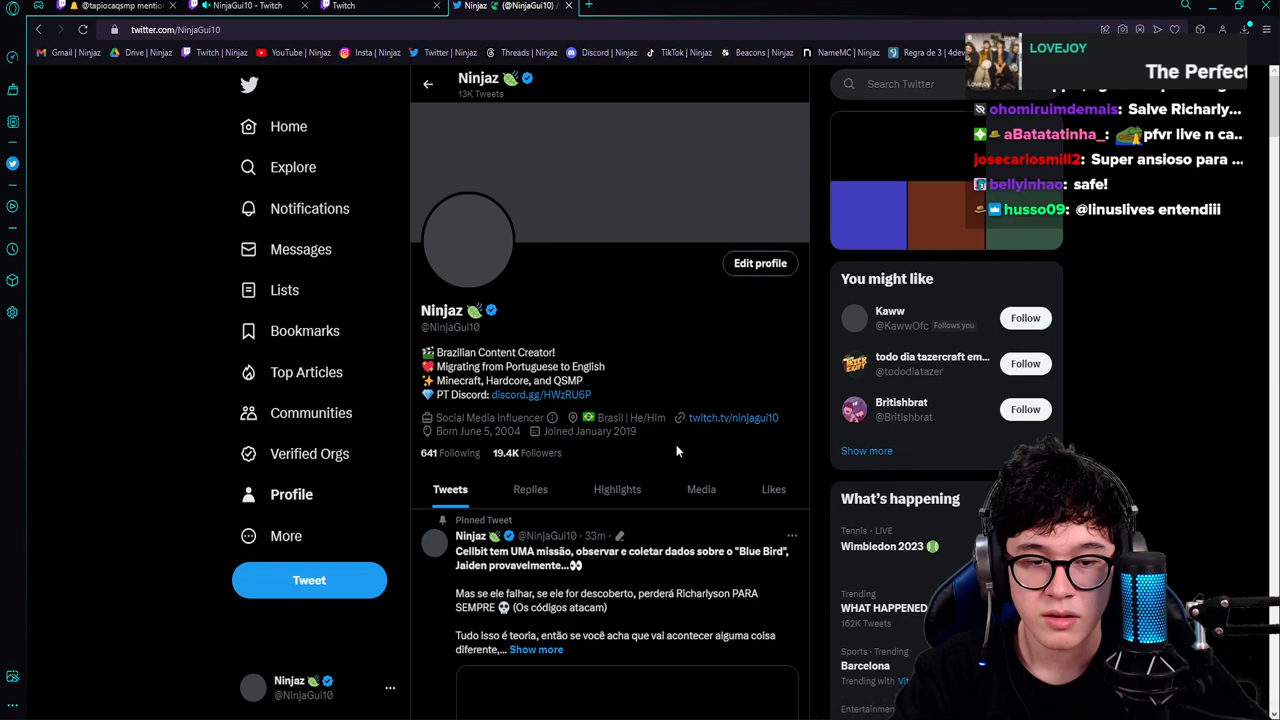 @tapiocaqsmp mentio
NinjaGui10 - Twitch
Twitch
Ninjaz (@NinjaGui10)
twitter.com/NinjaGui10
Gmail | Ninjaz
Drive | Ninjaz
Twitch | Ninjaz
YouTube | Ninjaz
Insta | Ninjaz
Twitter | Ninjaz
Threads | Ninjaz
Discord | Ninjaz
TikTok | Ninjaz
Beacons | Ninjaz
NameMC | Ninjaz
Regra de 3
LOVEJOY
The Perfect
ohomiruimdemais: Salve Richarly...
aBatatatinha_: pfvr live n ca..
josecarlosmill2: Super ansioso para ...
bellyinhao: safe!
husso09: @linuslives entendiii
Home
Explore
Notifications
Messages
Lists
Bookmarks
Top Articles
Communities
Verified Orgs
Profile
More
Tweet
Ninjaz
@NinjaGui10
Ninjaz
13K Tweets
Edit profile
Ninjaz
@NinjaGui10
Brazilian Content Creator!
Migrating from Portuguese to English
Minecraft, Hardcore, and QSMP
PT Discord: discord.gg/HWzRU6P
Social Media Influencer Brasil | He/Him twitch.tv/ninjagui10
Born June 5, 2004 Joined January 2019
641 Following 19.4K Followers
Tweets
Replies
Highlights
Media
Likes
Pinned Tweet
Ninjaz @NinjaGui10 · 33m
Cellbit tem UMA missão, observar e coletar dados sobre o "Blue Bird",
Jaiden provavelmente...
Mas se ele falhar, se ele for descoberto, perderá Richarlyson PARA
SEMPRE (Os códigos atacam)
Tudo isso é teoria, então se você acha que vai acontecer alguma coisa
diferente,... Show more
Search Twitter
You might like
Kaww
@KawwOfc Follows you
Follow
todo dia tazercraft em...
@tododiatazer
Follow
Britishbrat
@Britishbrat
Follow
Show more
What's happening
Tennis · LIVE
Wimbledon 2023
Trending
WHAT HAPPENED
162K Tweets
Sports · Trending
Barcelona
Trending with
Entertainment